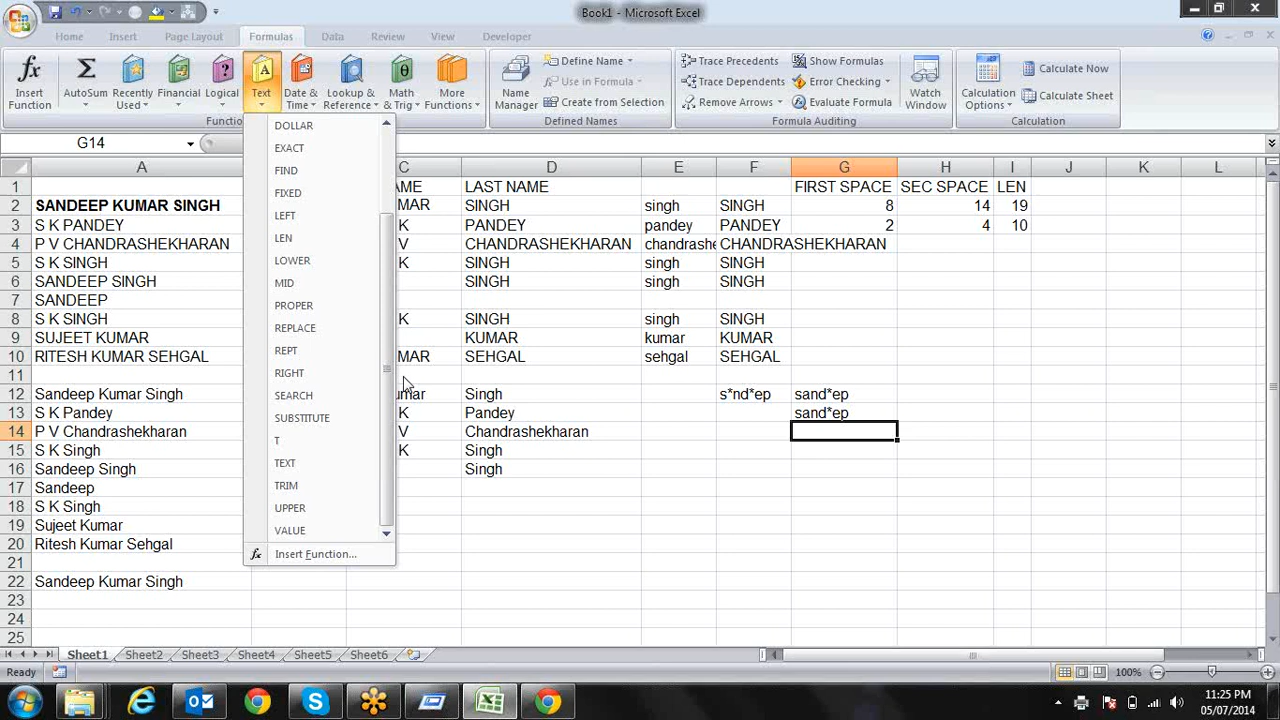 Book1 - Microsoft Excel
Home Insert Page Layout Formulas Data Review View Developer
Insert Function
AutoSum
Recently Used
Financial
Logical
Text
Date & Time
Lookup & Reference
Math & Trig
More Functions
Name Manager
Define Name
Use in Formula
Create from Selection
Defined Names
Trace Precedents
Trace Dependents
Remove Arrows
Show Formulas
Error Checking
Evaluate Formula
Formula Auditing
Watch Window
Calculation Options
Calculate Now
Calculate Sheet
Calculation
G14
A C D E F G H I J K L
1 AME LAST NAME FIRST SPACE SEC SPACE LEN
2 SANDEEP KUMAR SINGH MAR SINGH singh SINGH 8 14 19
3 S K PANDEY K PANDEY pandey PANDEY 2 4 10
4 P V CHANDRASHEKHARAN V CHANDRASHEKHARAN chandrashe CHANDRASHEKHARAN
5 S K SINGH K SINGH singh SINGH
6 SANDEEP SINGH SINGH singh SINGH
7 SANDEEP
8 S K SINGH K SINGH singh SINGH
9 SUJEET KUMAR KUMAR kumar KUMAR
10 RITESH KUMAR SEHGAL MAR SEHGAL sehgal SEHGAL
11
12 Sandeep Kumar Singh umar Singh s*nd*ep sand*ep
13 S K Pandey K Pandey sand*ep
14 P V Chandrashekharan V Chandrashekharan
15 S K Singh K Singh
16 Sandeep Singh Singh
17 Sandeep
18 S K Singh
19 Sujeet Kumar
20 Ritesh Kumar Sehgal
21
22 Sandeep Kumar Singh
23
24
25
DOLLAR
EXACT
FIND
FIXED
LEFT
LEN
LOWER
MID
PROPER
REPLACE
REPT
RIGHT
SEARCH
SUBSTITUTE
T
TEXT
TRIM
UPPER
VALUE
fx Insert Function...
Sheet1 Sheet2 Sheet3 Sheet4 Sheet5 Sheet6
Ready
100%
11:25 PM
05/07/2014